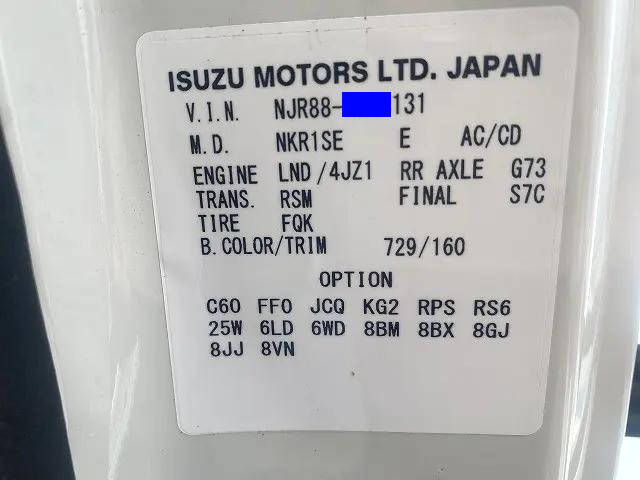 ISUZU MOTORS LTD. JAPAN
V.I.N. NJR88- 131
M.D. NKR1SE E AC/CD
ENGINE LND/4JZ1 RR AXLE G73
TRANS. RSM FINAL S7C
TIRE FQK
B.COLOR/TRIM 729/160
OPTION
C60 FF0 JCQ KG2 RPS RS6
25W 6LD 6WD 8BM 8BX 8GJ
8JJ 8VN